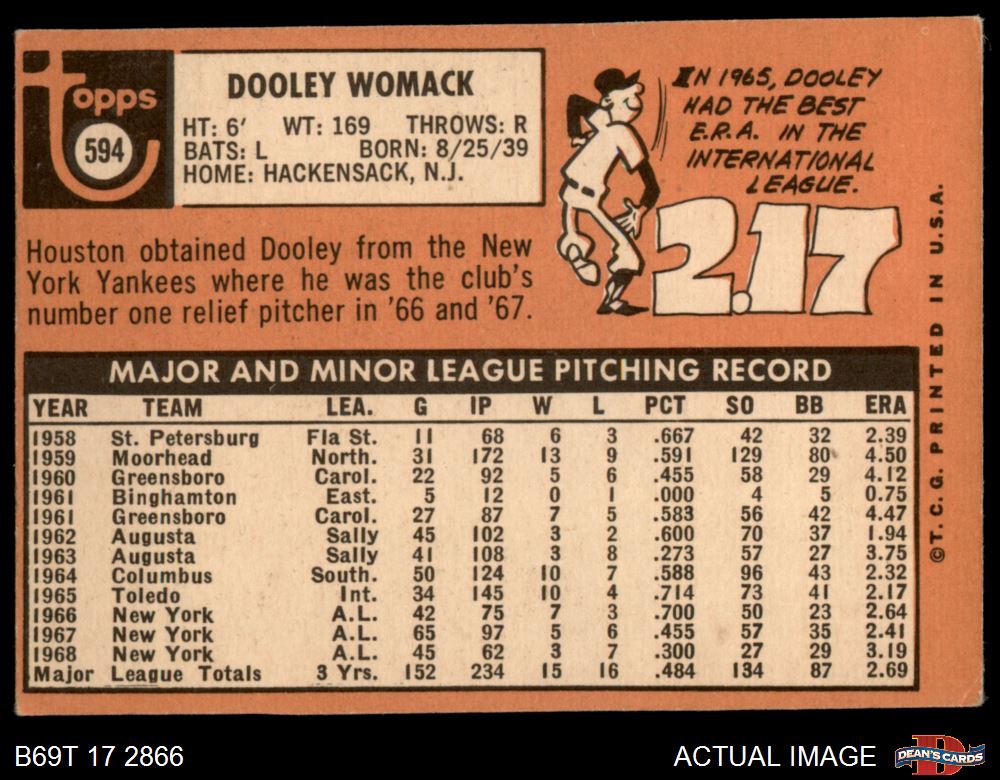 Topps
594
DOOLEY WOMACK
HT: 6' WT: 169 THROWS: R
BATS: L BORN: 8/25/39
HOME: HACKENSACK, N.J.
IN 1965, DOOLEY
HAD THE BEST
E.R.A. IN THE
INTERNATIONAL
LEAGUE.
2.17
Houston obtained Dooley from the New
York Yankees where he was the club's
number one relief pitcher in '66 and '67.
MAJOR AND MINOR LEAGUE PITCHING RECORD
YEAR TEAM LEA. G IP W L PCT SO BB ERA
1958 St. Petersburg Fla St. 11 68 6 3 .667 42 32 2.39
1959 Moorhead North. 31 172 13 9 .591 129 80 4.50
1960 Greensboro Carol. 22 92 5 6 .455 58 29 4.12
1961 Binghamton East. 5 12 0 1 .000 4 5 0.75
1961 Greensboro Carol. 27 87 7 5 .583 56 42 4.47
1962 Augusta Sally 45 102 3 2 .600 70 37 1.94
1963 Augusta Sally 41 108 3 8 .273 57 27 3.75
1964 Columbus South. 50 124 10 7 .588 96 43 2.32
1965 Toledo Int. 34 145 10 4 .714 73 41 2.17
1966 New York A.L. 42 75 7 3 .700 50 23 2.64
1967 New York A.L. 65 97 5 6 .455 57 35 2.41
1968 New York A.L. 45 62 3 7 .300 27 29 3.19
Major League Totals 3 Yrs. 152 234 15 16 .484 134 87 2.69
©T.C.G. PRINTED IN U.S.A.
B69T 17 2866
ACTUAL IMAGE
D
DEAN'S CARDS